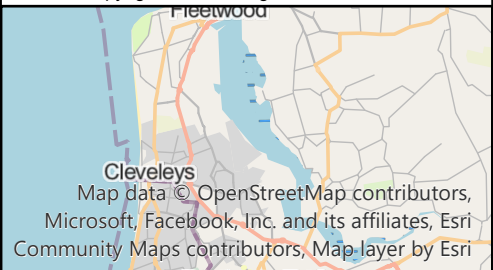 Fleetwood
Cleveleys
Map data © OpenStreetMap contributors,
Microsoft, Facebook, Inc. and its affiliates, Esri
Community Maps contributors, Map layer by Esri